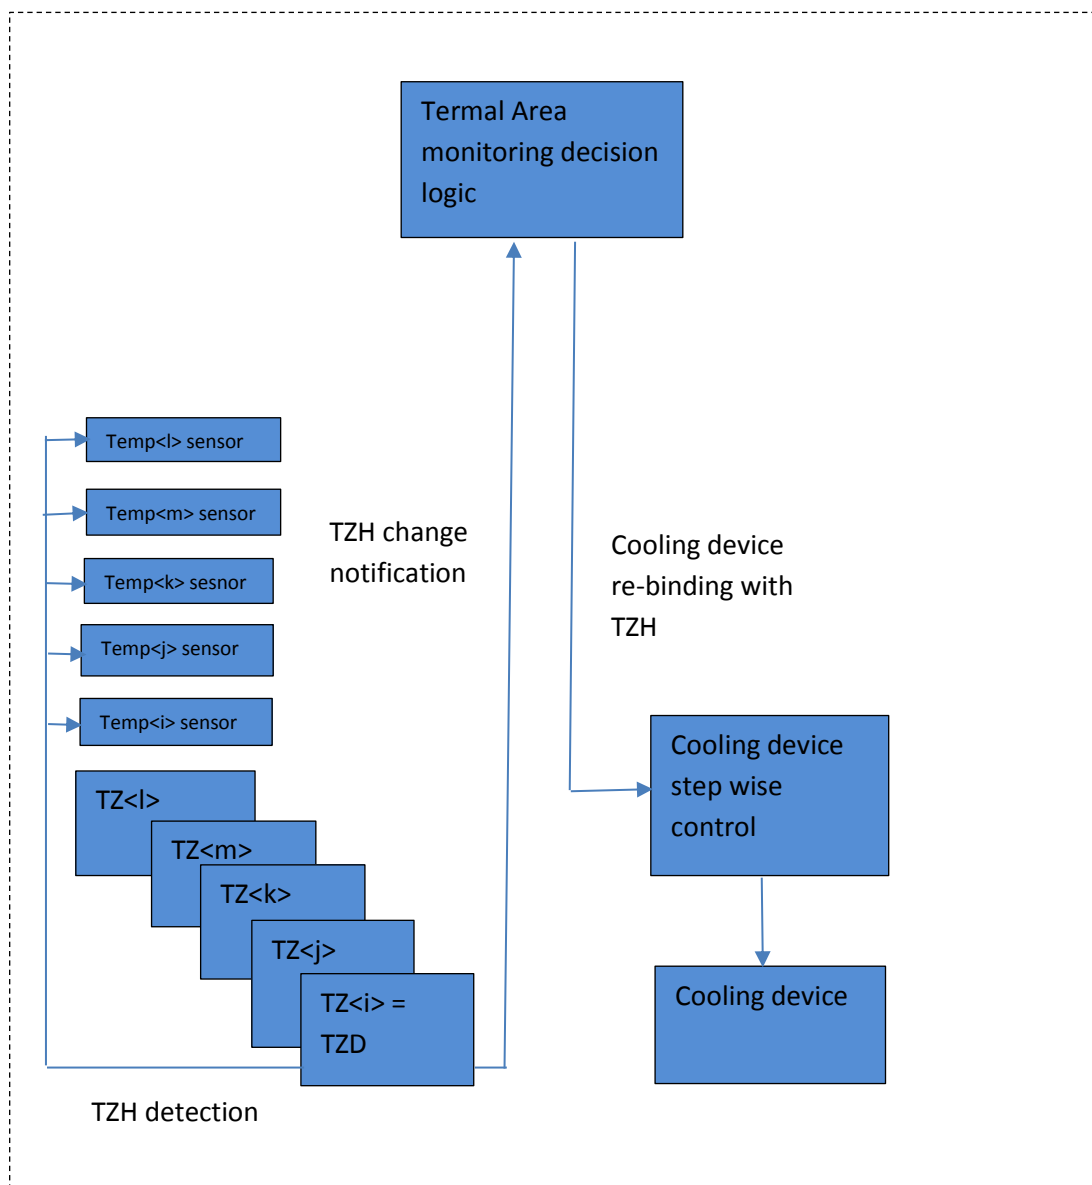 Termal Area
monitoring decision
logic
Temp<l> sensor
Temp<m> sensor
Temp<k> sesnor
Temp<j> sensor
Temp<i> sensor
TZH change
notification
Cooling device
re-binding with
TZH
Cooling device
step wise
control
TZ<l>
TZ<m>
TZ<k>
TZ<j>
TZ<i> =
TZD
Cooling device
TZH detection